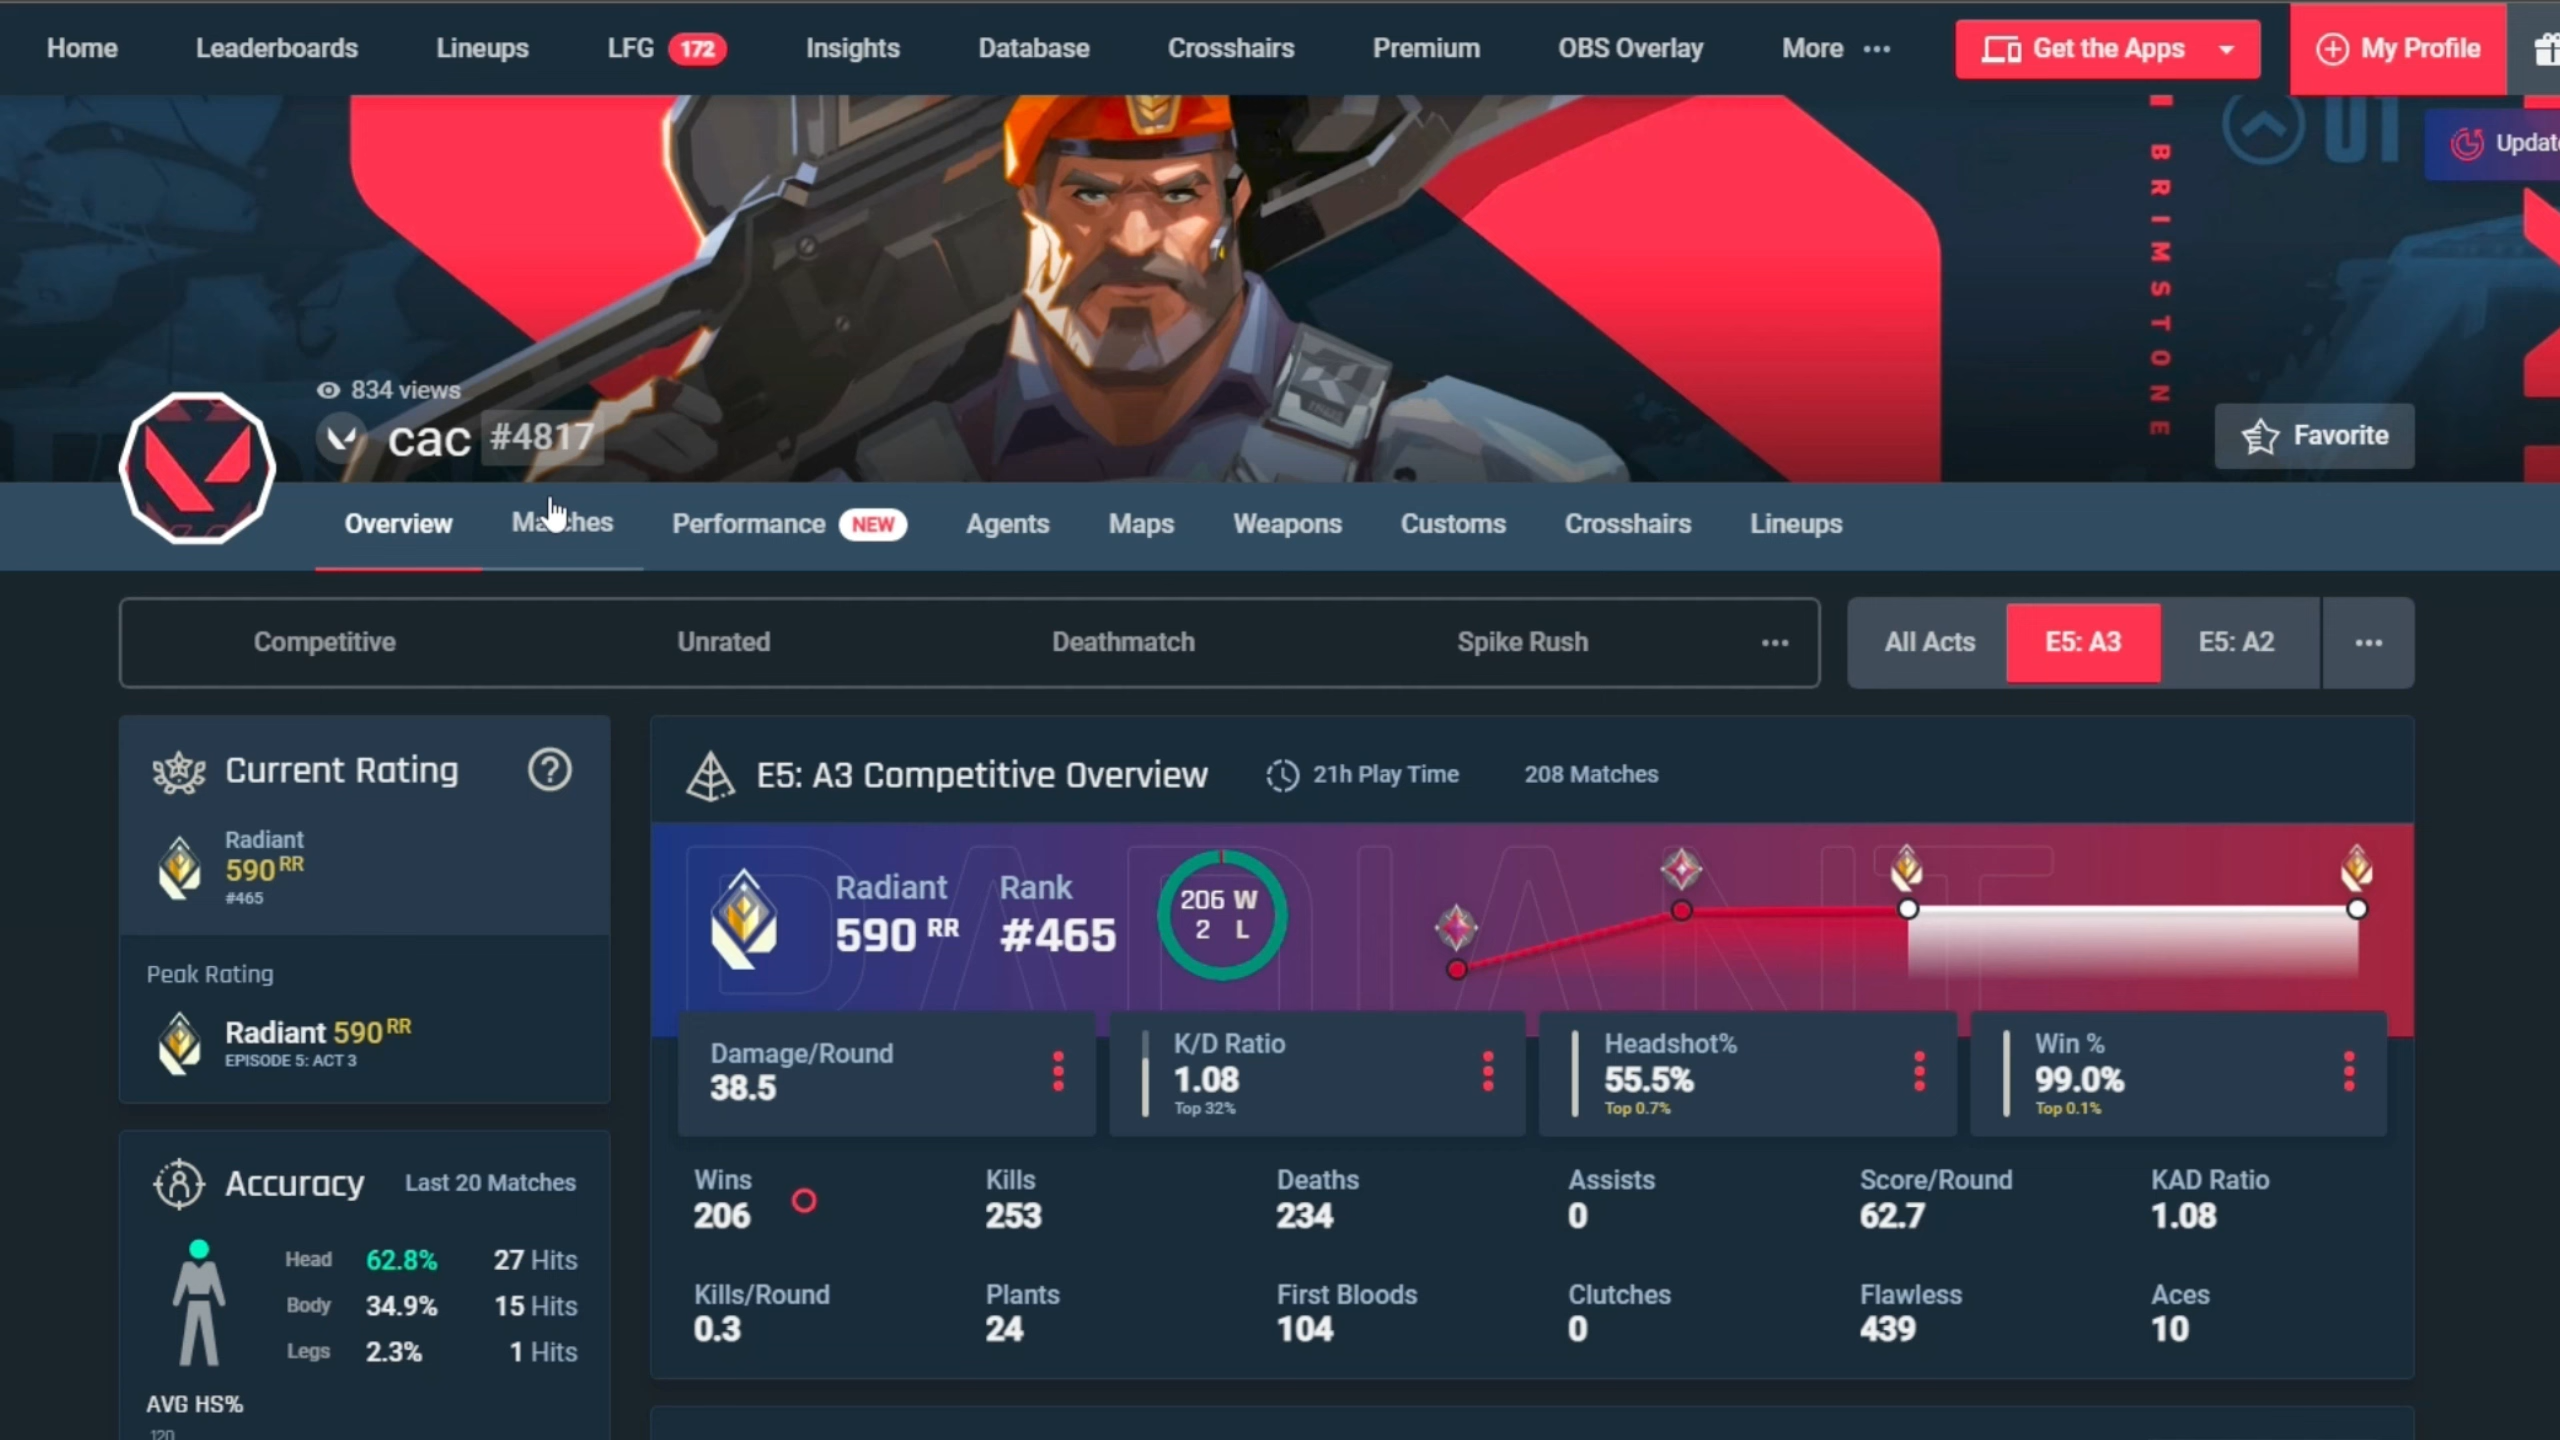 Home Leaderboards Lineups LFG 172 Insights Database Crosshairs Premium OBS Overlay More ••• Get the Apps My Profile
BRIMSTONE
01
834 views
cac #4817
Favorite
Overview Matches Performance NEW Agents Maps Weapons Customs Crosshairs Lineups
Competitive Unrated Deathmatch Spike Rush ••• All Acts E5: A3 E5: A2 •••
Current Rating ?
Radiant
590 RR
#465
Peak Rating
Radiant 590 RR
EPISODE 5: ACT 3
E5: A3 Competitive Overview 21h Play Time 208 Matches
RADIANT
Radiant Rank
590 RR #465
206 W
2 L
Damage/Round
38.5
K/D Ratio
1.08
Top 32%
Headshot%
55.5%
Top 0.7%
Win %
99.0%
Top 0.1%
Wins Kills Deaths Assists Score/Round KAD Ratio
206 253 234 0 62.7 1.08
Kills/Round Plants First Bloods Clutches Flawless Aces
0.3 24 104 0 439 10
Accuracy Last 20 Matches
Head 62.8% 27 Hits
Body 34.9% 15 Hits
Legs 2.3% 1 Hits
AVG HS%
120